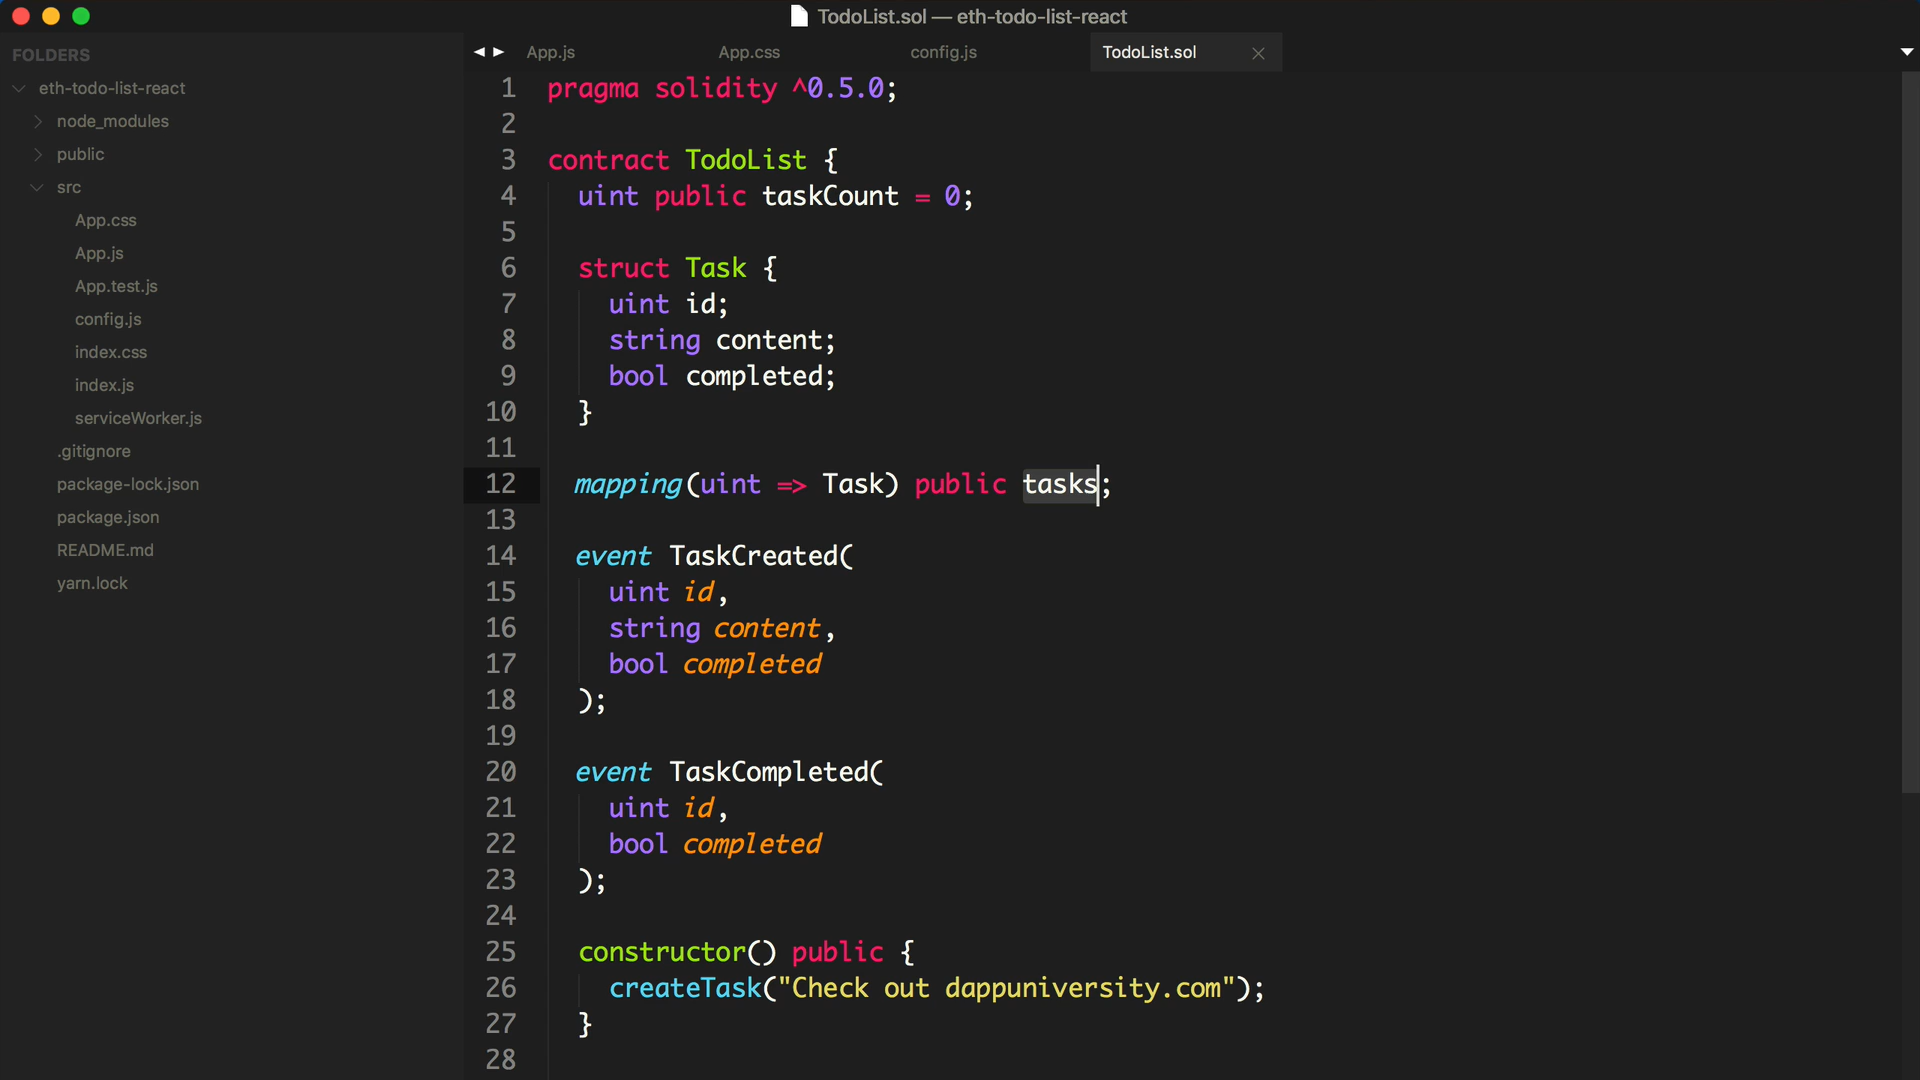 TodoList.sol — eth-todo-list-react
FOLDERS
eth-todo-list-react
node_modules
public
src
App.css
App.js
App.test.js
config.js
index.css
index.js
serviceWorker.js
.gitignore
package-lock.json
package.json
README.md
yarn.lock
App.js App.css config.js TodoList.sol
1 pragma solidity ^0.5.0;
2
3 contract TodoList {
4 uint public taskCount = 0;
5
6 struct Task {
7 uint id;
8 string content;
9 bool completed;
10 }
11
12 mapping(uint => Task) public tasks;
13
14 event TaskCreated(
15 uint id,
16 string content,
17 bool completed
18 );
19
20 event TaskCompleted(
21 uint id,
22 bool completed
23 );
24
25 constructor() public {
26 createTask("Check out dappuniversity.com");
27 }
28